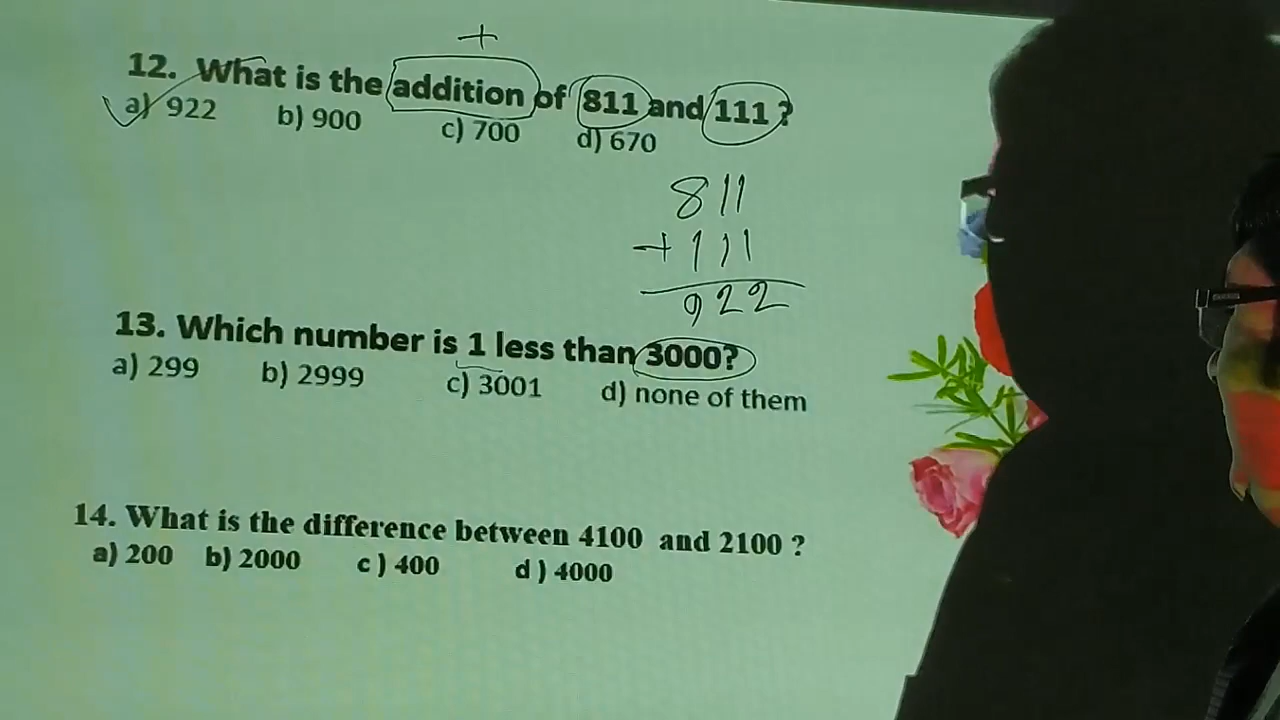 +
12. What is the addition of 811 and 111 ?
a) 922 b) 900 c) 700 d) 670
811
+ 111
922
13. Which number is 1 less than 3000?
a) 299 b) 2999 c) 3001 d) none of them
14. What is the difference between 4100 and 2100 ?
a) 200 b) 2000 c ) 400 d ) 4000